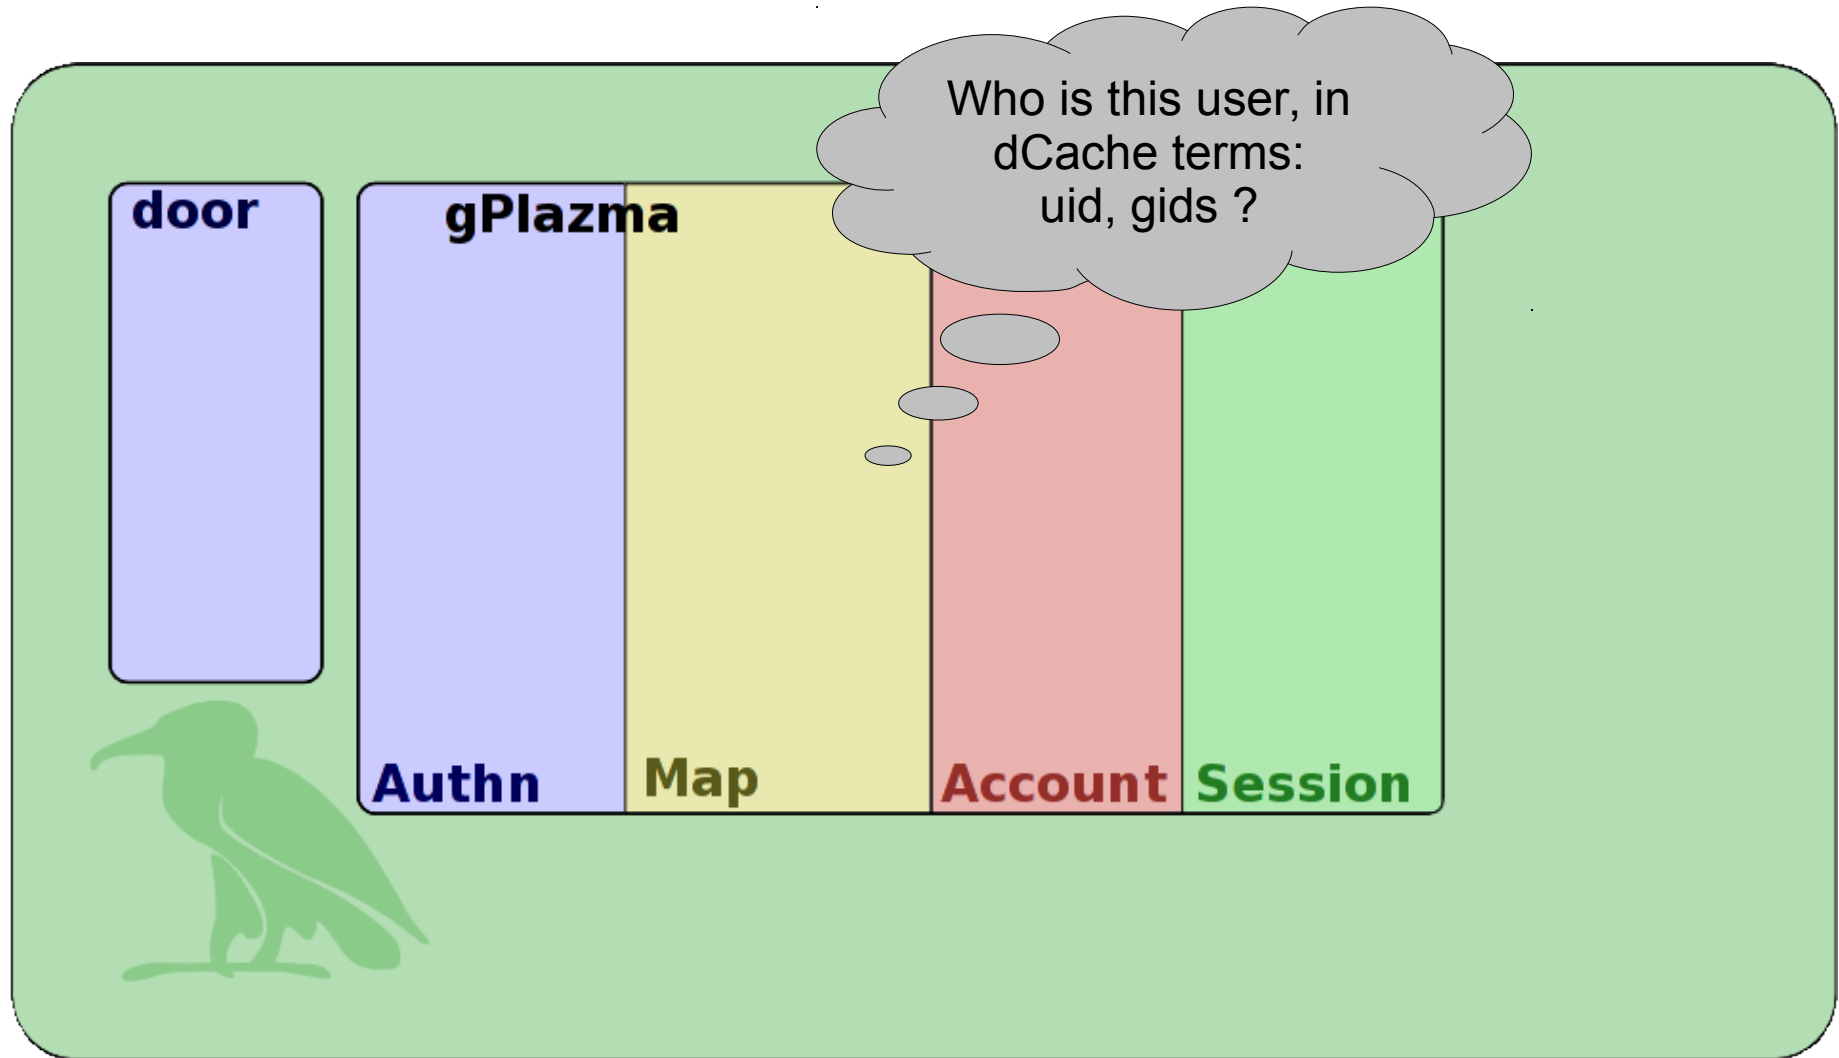 Who is this user, in
dCache terms:
uid, gids ?
door
gPlazma
Authn
Map
Account
Session